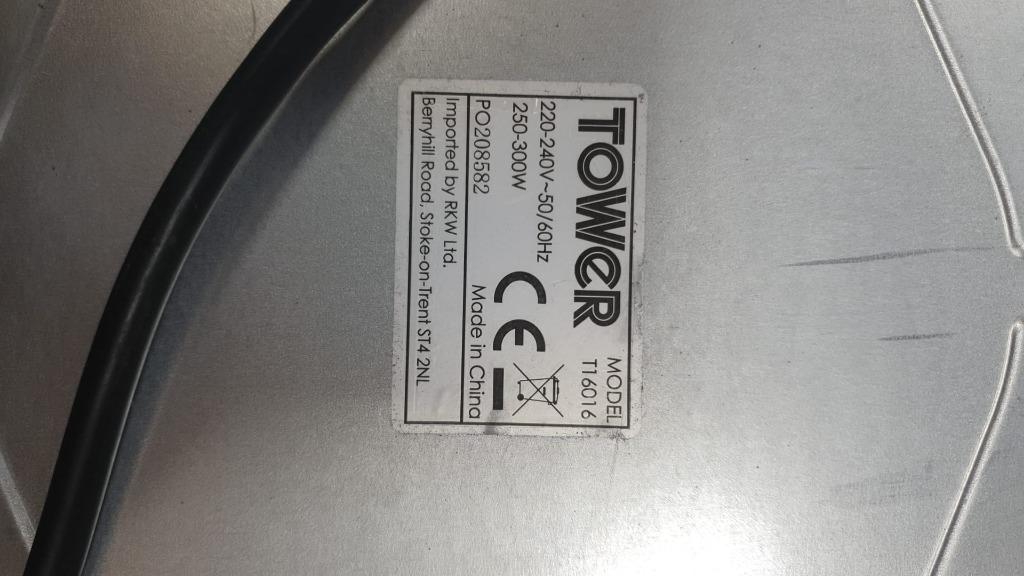 TOWER
MODEL
T16016
220-240V~50/60Hz
250-300W
CE
PO208582
Made in China
Imported by RKW Ltd.
Berryhill Road, Stoke-on-Trent ST4 2NL